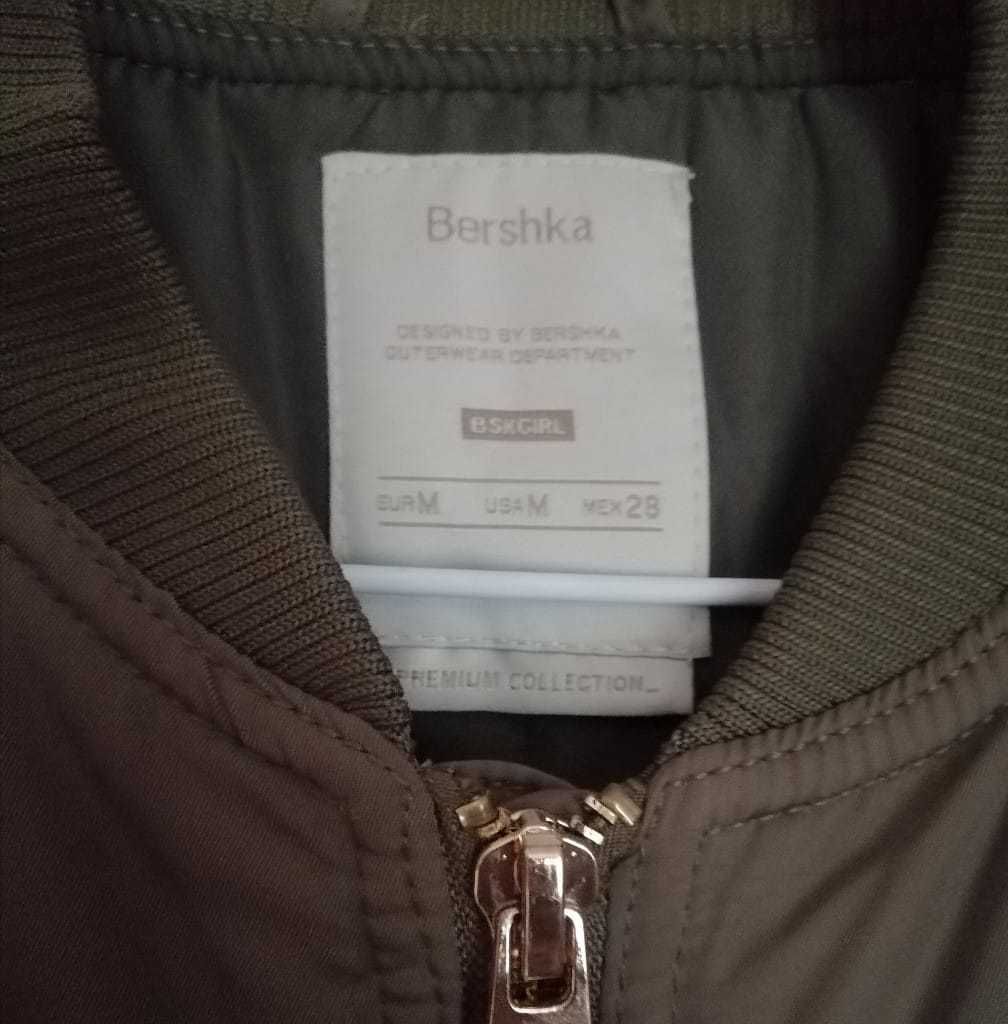 Bershka
DESIGNED BY BERSHKA
OUTERWEAR DEPARTMENT
BSKGIRL
EUR M USA M MEX 28
PREMIUM COLLECTION_